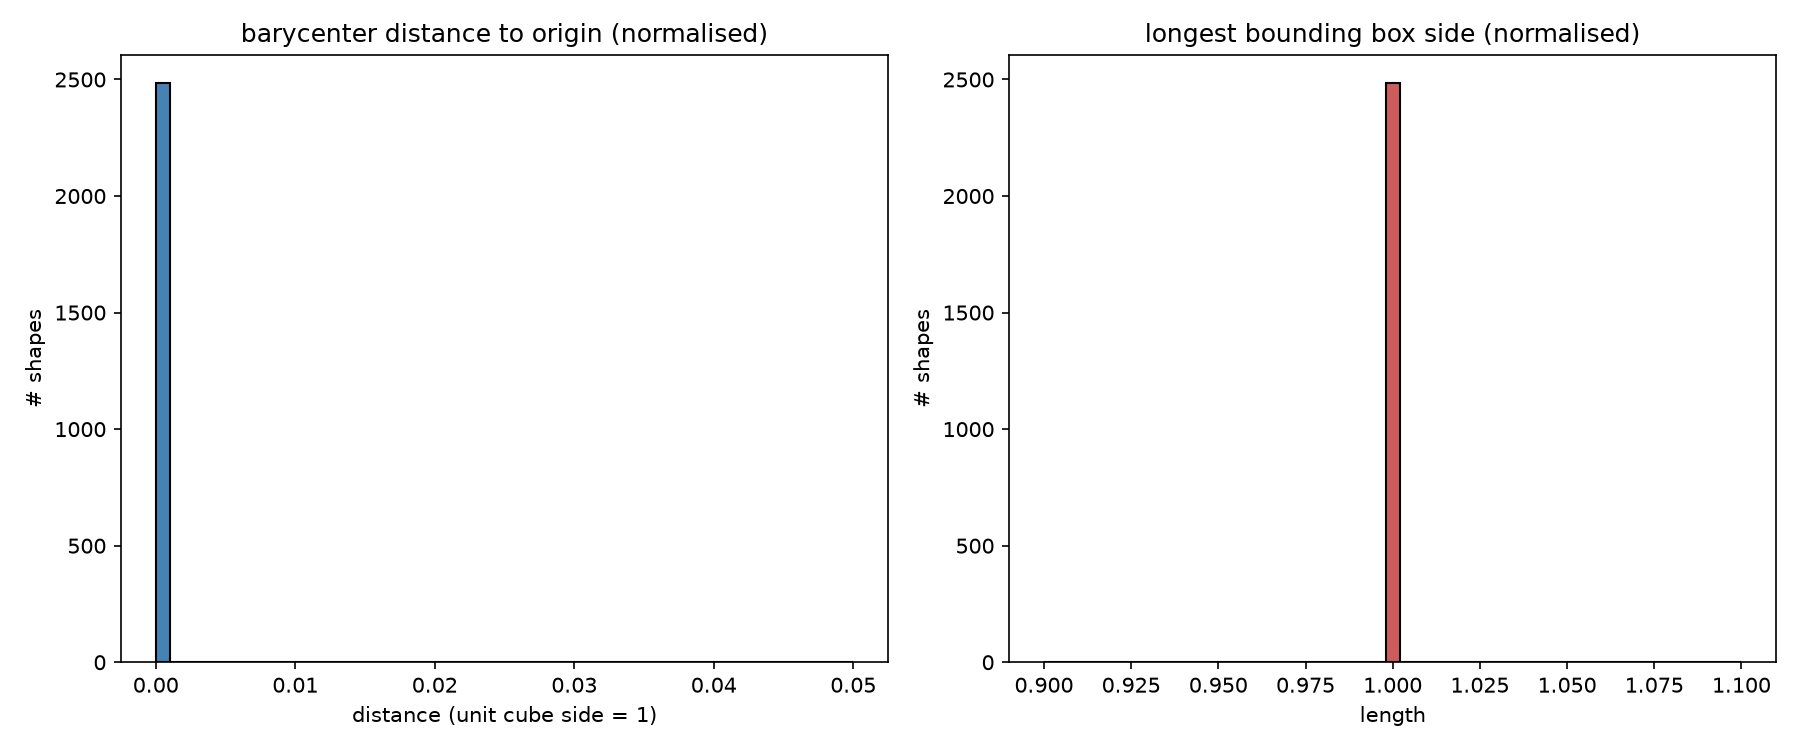 barycenter distance to origin (normalised)
2500
2000
1500
1000
500
0
# shapes
0.00 0.01 0.02 0.03 0.04 0.05
distance (unit cube side = 1)
longest bounding box side (normalised)
2500
2000
1500
1000
500
0
# shapes
0.900 0.925 0.950 0.975 1.000 1.025 1.050 1.075 1.100
length